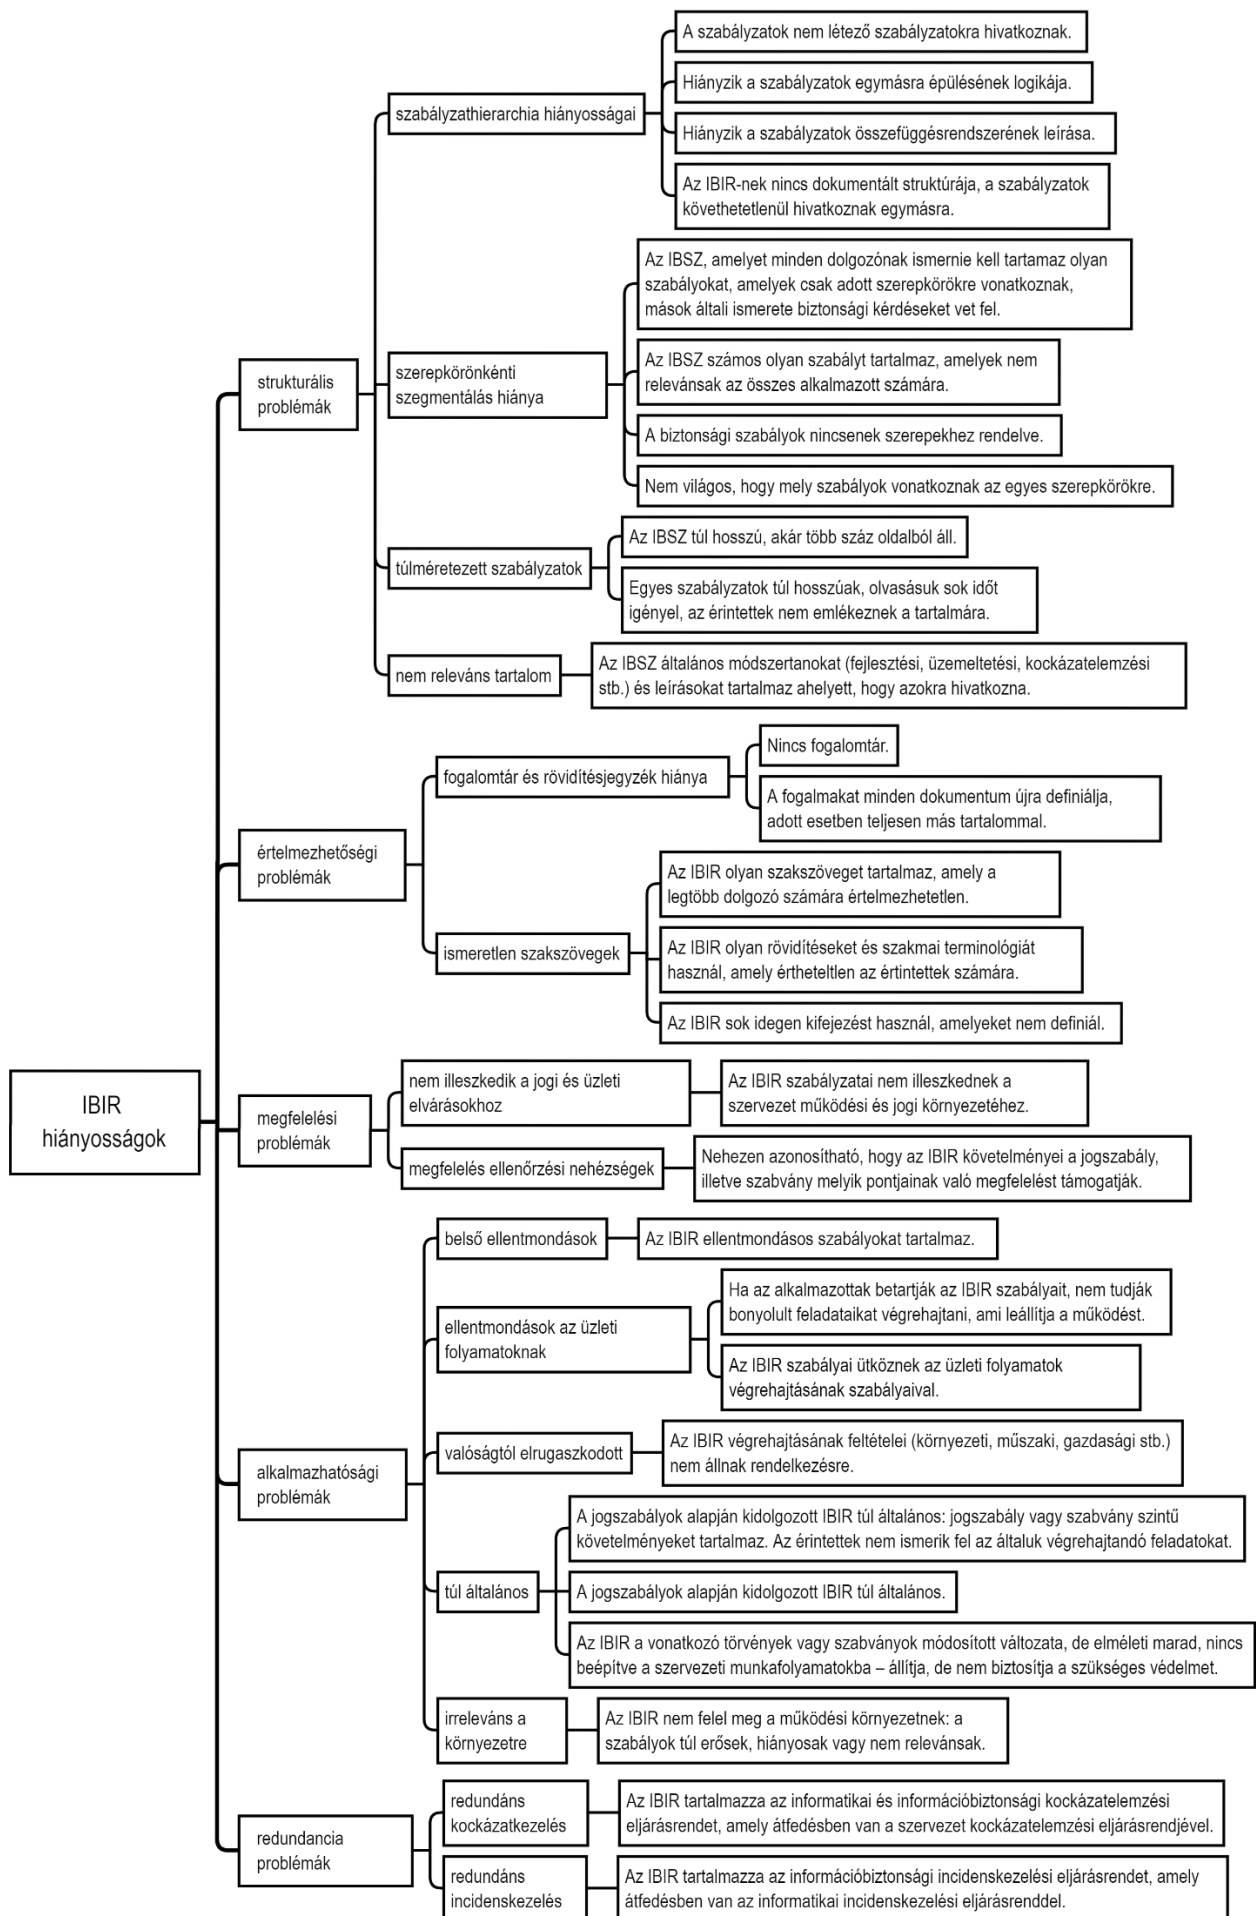 IBIR
hiányosságok
strukturális
problémák
szabályzathierarchia hiányosságai
A szabályzatok nem létező szabályzatokra hivatkoznak.
Hiányzik a szabályzatok egymásra épülésének logikája.
Hiányzik a szabályzatok összefüggésrendszerének leírása.
Az IBIR-nek nincs dokumentált struktúrája, a szabályzatok
követhetetlenül hivatkoznak egymásra.
szerepkörönkénti
szegmentálás hiánya
Az IBSZ, amelyet minden dolgozónak ismernie kell tartamaz olyan
szabályokat, amelyek csak adott szerepkörökre vonatkoznak,
mások általi ismerete biztonsági kérdéseket vet fel.
Az IBSZ számos olyan szabályt tartalmaz, amelyek nem
relevánsak az összes alkalmazott számára.
A biztonsági szabályok nincsenek szerepekhez rendelve.
Nem világos, hogy mely szabályok vonatkoznak az egyes szerepkörökre.
túlméretezett szabályzatok
Az IBSZ túl hosszú, akár több száz oldalból áll.
Egyes szabályzatok túl hosszúak, olvasásuk sok időt
igényel, az érintettek nem emlékeznek a tartalmára.
nem releváns tartalom
Az IBSZ általános módszertanokat (fejlesztési, üzemeltetési, kockázatelemzési
stb.) és leírásokat tartalmaz ahelyett, hogy azokra hivatkozna.
értelmezhetőségi
problémák
fogalomtár és rövidítésjegyzék hiánya
Nincs fogalomtár.
A fogalmakat minden dokumentum újra definiálja,
adott esetben teljesen más tartalommal.
ismeretlen szakszövegek
Az IBIR olyan szakszöveget tartalmaz, amely a
legtöbb dolgozó számára értelmezhetetlen.
Az IBIR olyan rövidítéseket és szakmai terminológiát
használ, amely értheteltlen az értintettek számára.
Az IBIR sok idegen kifejezést használ, amelyeket nem definiál.
megfelelési
problémák
nem illeszkedik a jogi és üzleti
elvárásokhoz
Az IBIR szabályzatai nem illeszkednek a
szervezet működési és jogi környezetéhez.
megfelelés ellenőrzési nehézségek
Nehezen azonosítható, hogy az IBIR követelményei a jogszabály,
illetve szabvány melyik pontjainak való megfelelést támogatják.
alkalmazhatósági
problémák
belső ellentmondások
Az IBIR ellentmondásos szabályokat tartalmaz.
ellentmondások az üzleti
folyamatoknak
Ha az alkalmazottak betartják az IBIR szabályait, nem tudják
bonyolult feladataikat végrehajtani, ami leállítja a működést.
Az IBIR szabályai ütköznek az üzleti folyamatok
végrehajtásának szabályaival.
valóságtól elrugaszkodott
Az IBIR végrehajtásának feltételei (környezeti, műszaki, gazdasági stb.)
nem állnak rendelkezésre.
túl általános
A jogszabályok alapján kidolgozott IBIR túl általános: jogszabály vagy szabvány szintű
követelményeket tartalmaz. Az érintettek nem ismerik fel az általuk végrehajtandó feladatokat.
A jogszabályok alapján kidolgozott IBIR túl általános.
Az IBIR a vonatkozó törvények vagy szabványok módosított változata, de elméleti marad, nincs
beépítve a szervezeti munkafolyamatokba – állítja, de nem biztosítja a szükséges védelmet.
irreleváns a
környezetre
Az IBIR nem felel meg a működési környezetnek: a
szabályok túl erősek, hiányosak vagy nem relevánsak.
redundancia
problémák
redundáns
kockázatkezelés
Az IBIR tartalmazza az informatikai és információbiztonsági kockázatelemzési
eljárásrendet, amely átfedésben van a szervezet kockázatelemzési eljárásrendjével.
redundáns
incidenskezelés
Az IBIR tartalmazza az információbiztonsági incidenskezelési eljárásrendet, amely
átfedésben van az informatikai incidenskezelési eljárásrenddel.